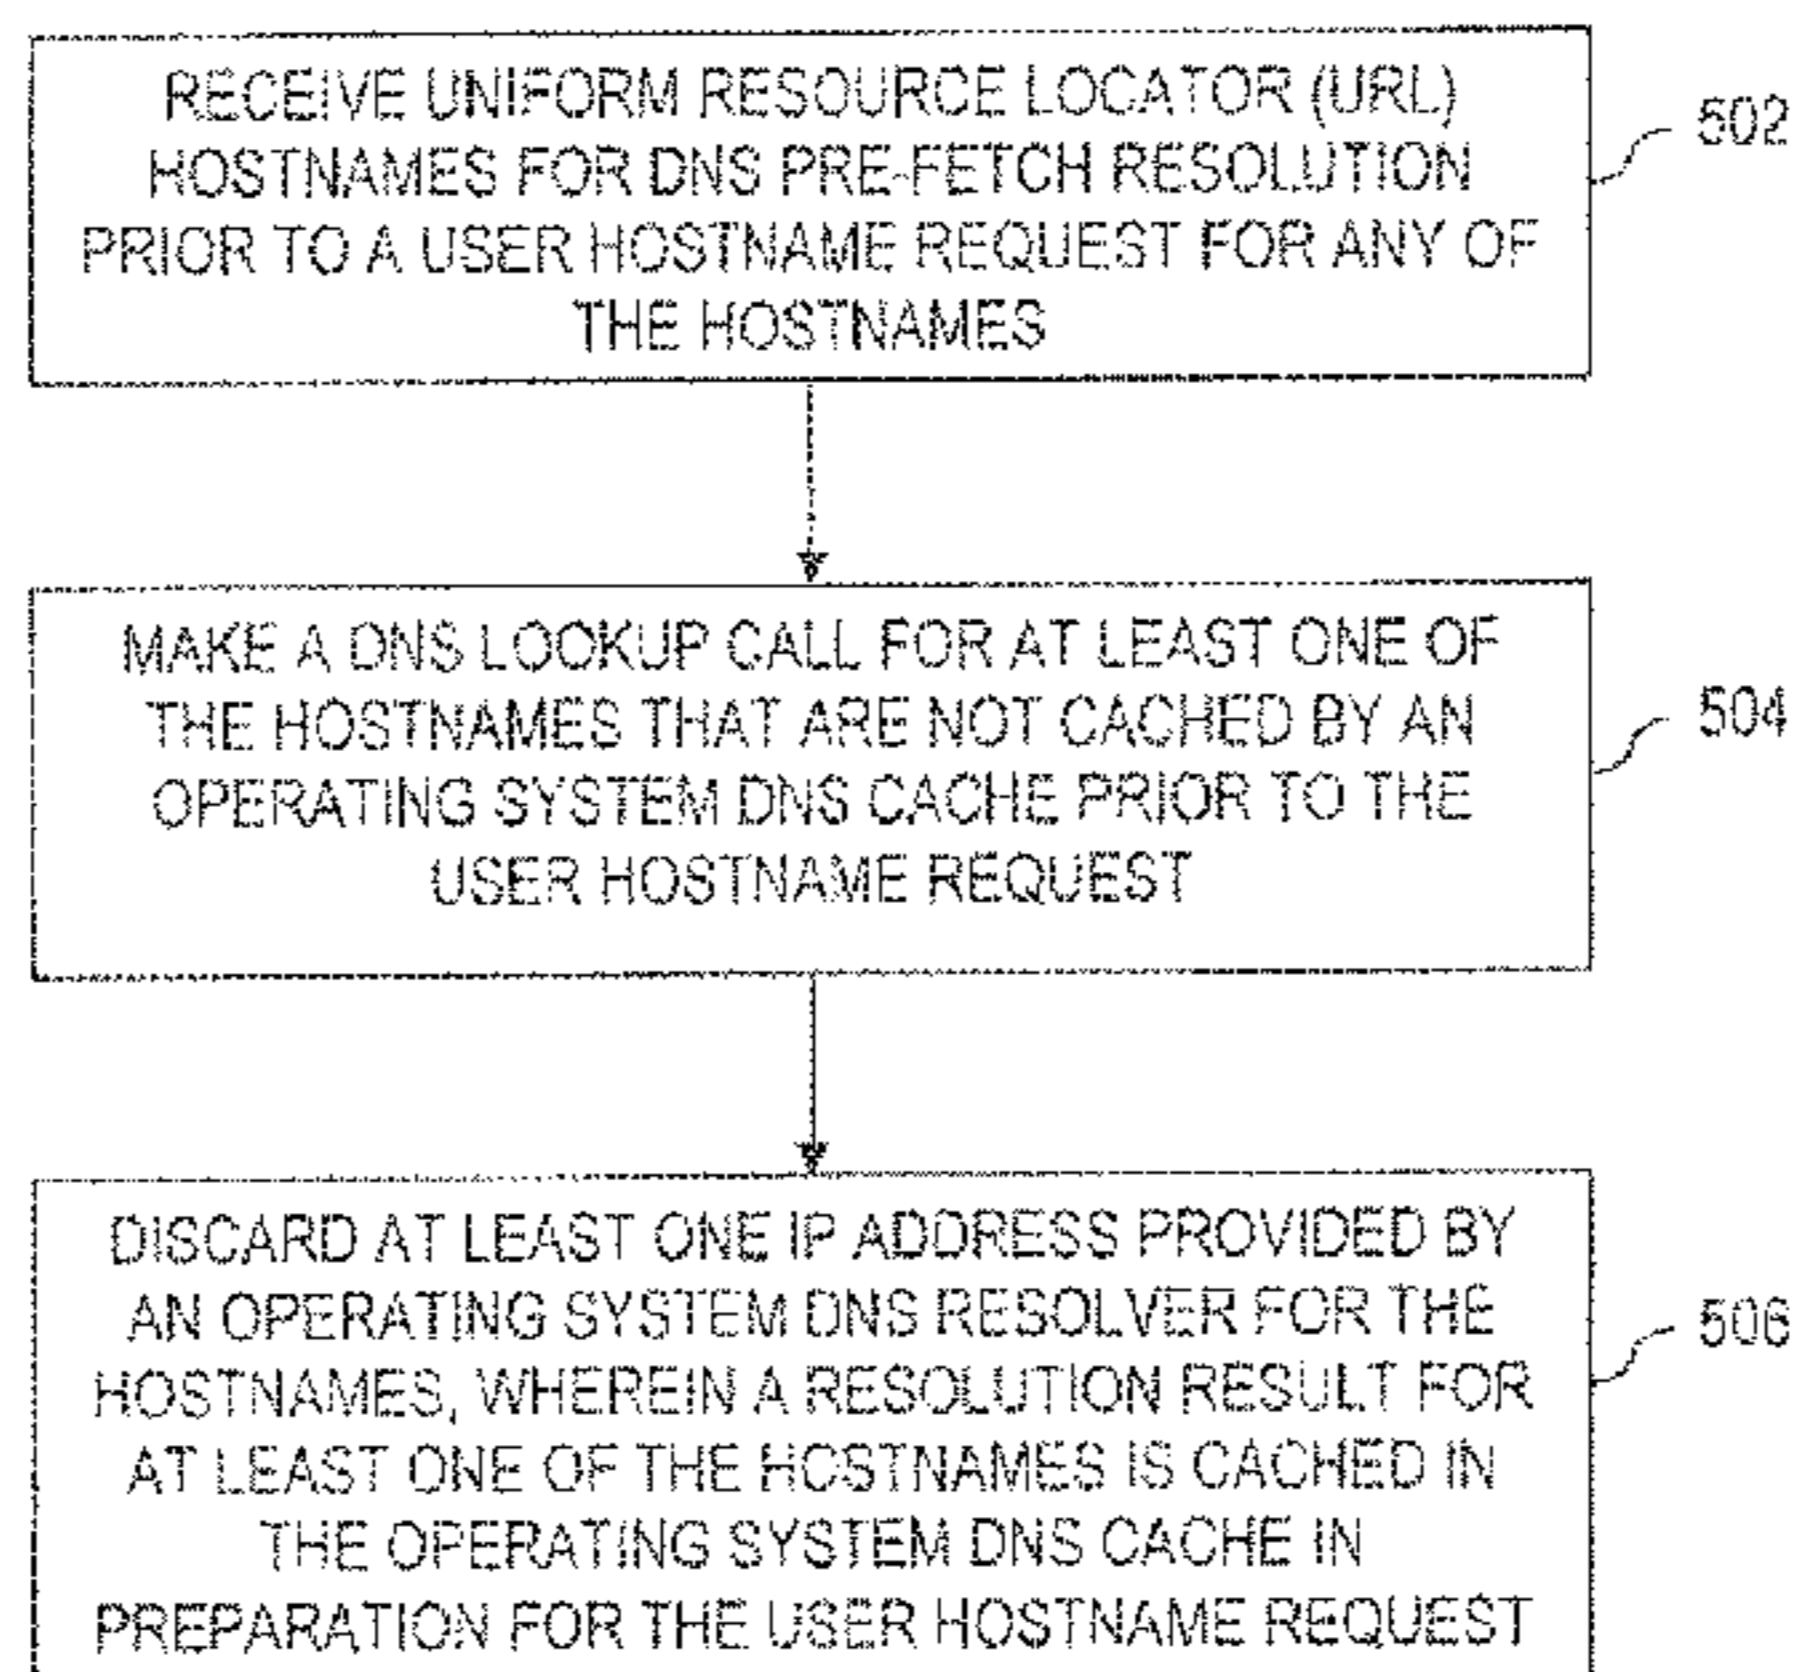 RECEIVE UNIFORM RESOURCE LOCATOR (URL)
HOSTNAMES FOR DNS PRE-FETCH RESOLUTION
PRIOR TO A USER HOSTNAME REQUEST FOR ANY OF
THE HOSTNAMES
502
MAKE A DNS LOOKUP CALL FOR AT LEAST ONE OF
THE HOSTNAMES THAT ARE NOT CACHED BY AN
OPERATING SYSTEM DNS CACHE PRIOR TO THE
USER HOSTNAME REQUEST
504
DISCARD AT LEAST ONE IP ADDRESS PROVIDED BY
AN OPERATING SYSTEM DNS RESOLVER FOR THE
HOSTNAMES, WHEREIN A RESOLUTION RESULT FOR
AT LEAST ONE OF THE HOSTNAMES IS CACHED IN
THE OPERATING SYSTEM DNS CACHE IN
PREPARATION FOR THE USER HOSTNAME REQUEST
506